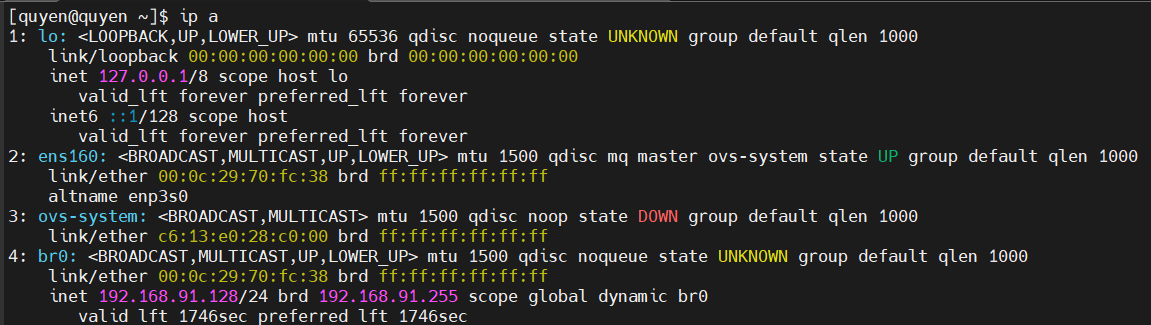 [quyen@quyen ~]$ ip a
1: lo: <LOOPBACK,UP,LOWER_UP> mtu 65536 qdisc noqueue state UNKNOWN group default qlen 1000
    link/loopback 00:00:00:00:00:00 brd 00:00:00:00:00:00
    inet 127.0.0.1/8 scope host lo
       valid_lft forever preferred_lft forever
    inet6 ::1/128 scope host
       valid_lft forever preferred_lft forever
2: ens160: <BROADCAST,MULTICAST,UP,LOWER_UP> mtu 1500 qdisc mq master ovs-system state UP group default qlen 1000
    link/ether 00:0c:29:70:fc:38 brd ff:ff:ff:ff:ff:ff
    altname enp3s0
3: ovs-system: <BROADCAST,MULTICAST> mtu 1500 qdisc noop state DOWN group default qlen 1000
    link/ether c6:13:e0:28:c0:00 brd ff:ff:ff:ff:ff:ff
4: br0: <BROADCAST,MULTICAST,UP,LOWER_UP> mtu 1500 qdisc noqueue state UNKNOWN group default qlen 1000
    link/ether 00:0c:29:70:fc:38 brd ff:ff:ff:ff:ff:ff
    inet 192.168.91.128/24 brd 192.168.91.255 scope global dynamic br0
       valid_lft 1746sec preferred_lft 1746sec